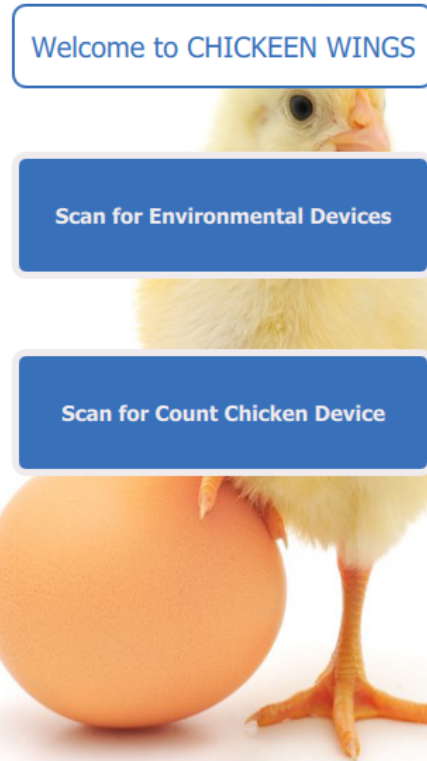 Welcome to CHICKEEN WINGS
Scan for Environmental Devices
Scan for Count Chicken Device